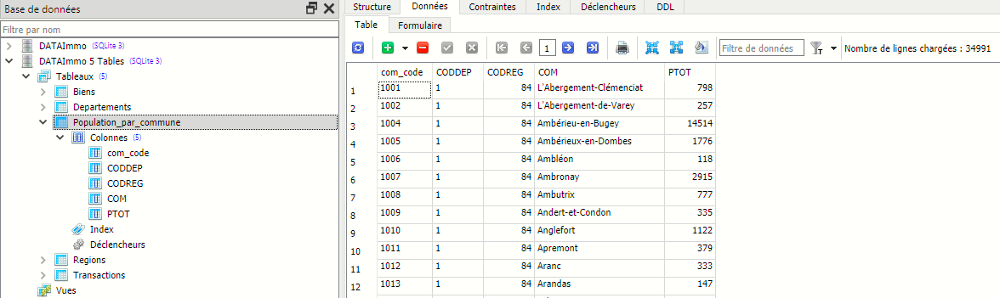 Base de données
Filtre par nom
DATAImmo (SQLite 3)
DATAImmo 5 Tables (SQLite 3)
Tableaux (5)
Biens
Departements
Population_par_commune
Colonnes (5)
com_code
CODDEP
CODREG
COM
PTOT
Index
Déclencheurs
Regions
Transactions
Vues
Structure Données Contraintes Index Déclencheurs DDL
Table Formulaire
1 Filtre de données T Nombre de lignes chargées : 34991
com_code CODDEP CODREG COM PTOT
1 1001 1 84 L'Abergement-Clémenciat 798
2 1002 1 84 L'Abergement-de-Varey 257
3 1004 1 84 Ambérieu-en-Bugey 14514
4 1005 1 84 Ambérieux-en-Dombes 1776
5 1006 1 84 Ambléon 118
6 1007 1 84 Ambronay 2915
7 1008 1 84 Ambutrix 777
8 1009 1 84 Andert-et-Condon 335
9 1010 1 84 Anglefort 1122
10 1011 1 84 Apremont 379
11 1012 1 84 Aranc 333
12 1013 1 84 Arandas 147